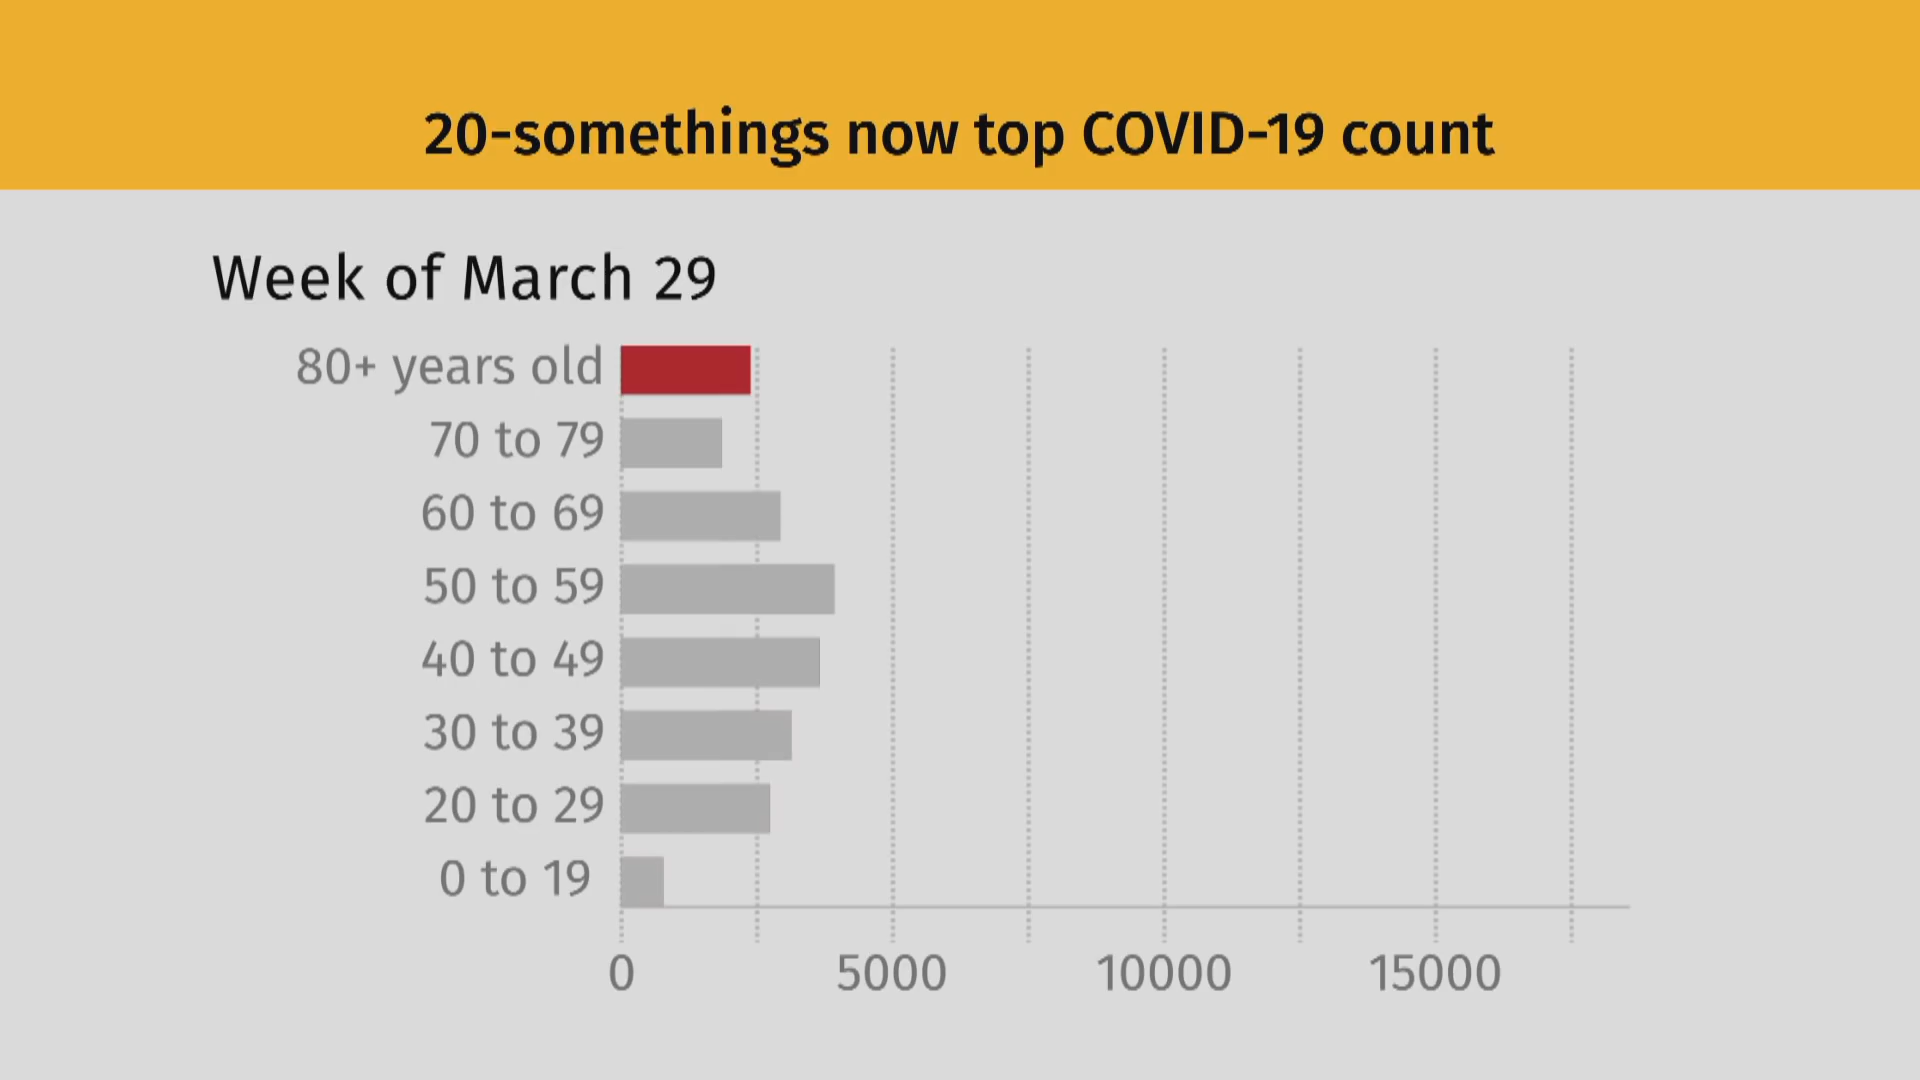 20-somethings now top COVID-19 count
Week of March 29
80+ years old
70 to 79
60 to 69
50 to 59
40 to 49
30 to 39
20 to 29
0 to 19
0 5000 10000 15000